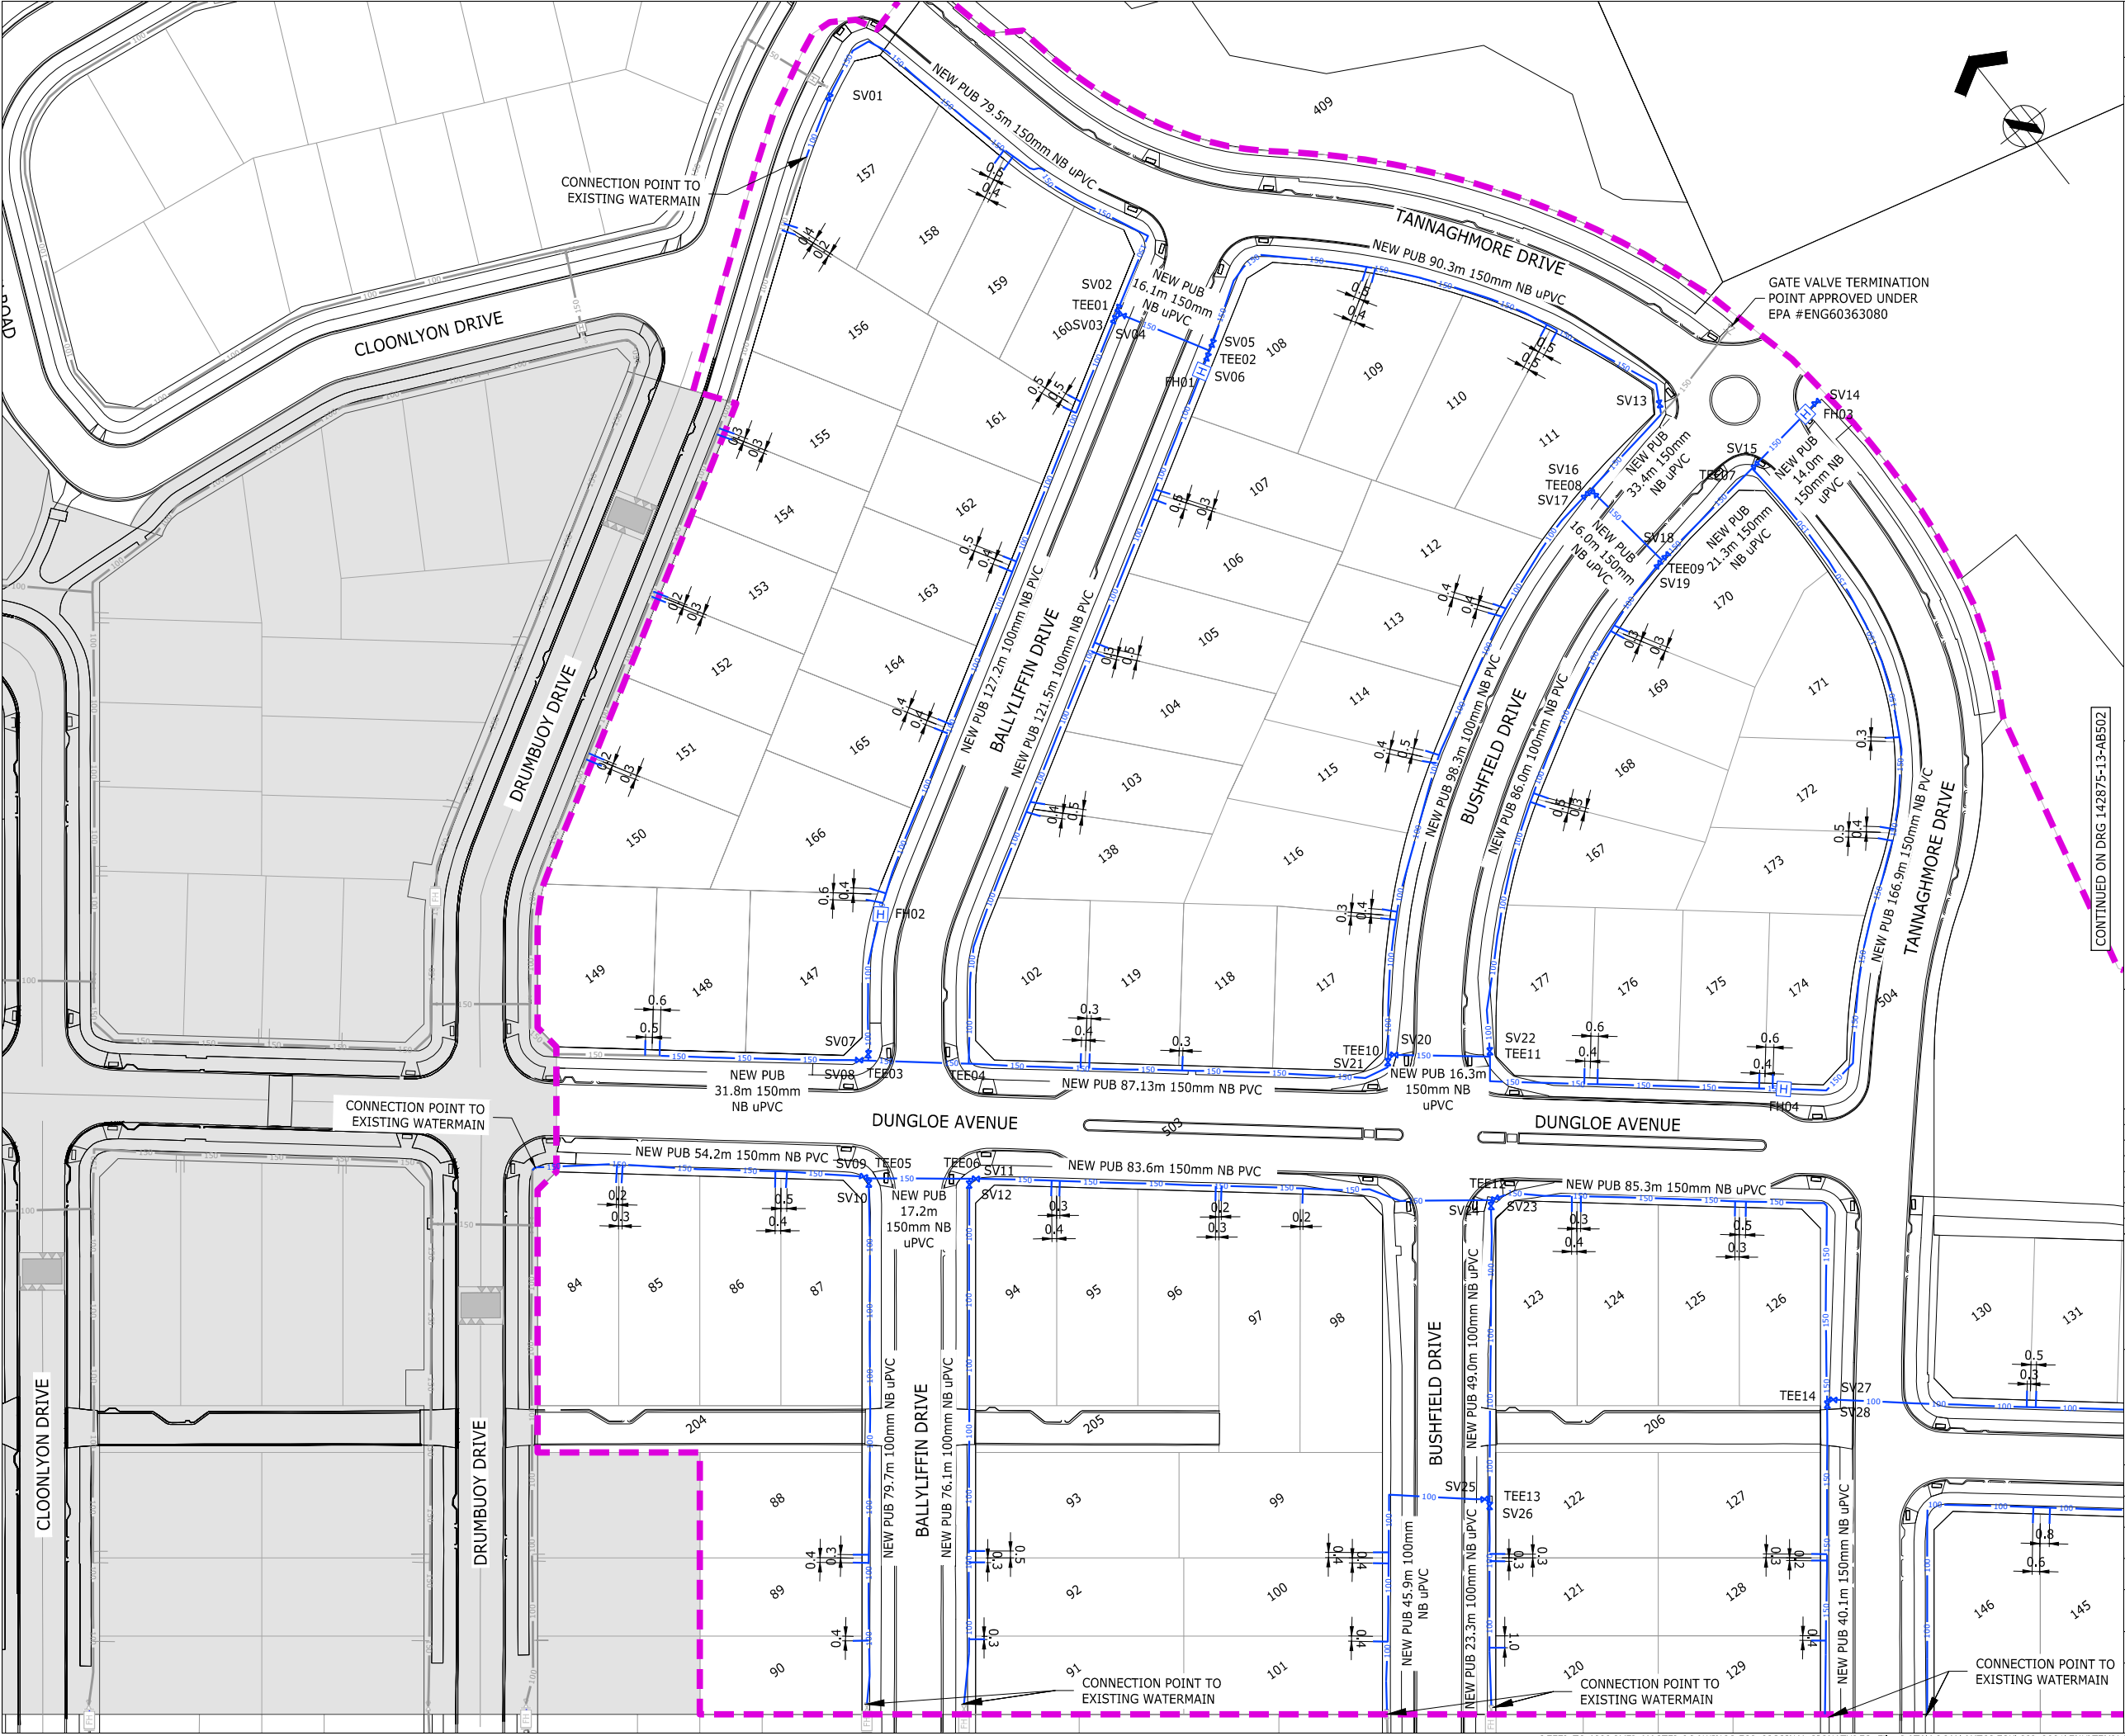 409
SV01
NEW PUB 79.5m 150mm NB uPVC
157
CONNECTION POINT TO
EXISTING WATERMAIN
158
159
TANNAGHMORE DRIVE
NEW PUB 90.3m 150mm NB uPVC
NEW PUB
16.1m 150mm
NB uPVC
GATE VALVE TERMINATION
POINT APPROVED UNDER
EPA #ENG60363080
ROAD
CLOONLYON DRIVE
SV02
TEE01
160
SV03
SV04
SV05
TEE02
SV06
FH01
156
108
109
110
111
SV13
SV14
FH03
155
161
SV15
TEE07
NEW PUB
33.4m 150mm
NB uPVC
NEW PUB
14.0m
150mm NB
uPVC
SV16
TEE08
SV17
154
162
107
106
112
NEW PUB
16.0m 150mm
NB uPVC
NEW PUB
21.3m 150mm
NB uPVC
SV18
TEE09
SV19
153
163
105
113
170
DRUMBUOY DRIVE
152
164
104
114
169
171
NEW PUB 127.2m 100mm NB PVC
BALLYLIFFIN DRIVE
NEW PUB 121.5m 100mm NB PVC
NEW PUB 98.3m 100mm NB PVC
BUSHFIELD DRIVE
NEW PUB 86.0m 100mm NB PVC
151
165
103
115
168
172
150
166
138
116
167
173
NEW PUB 166.9m 150mm NB PVC
TANNAGHMORE DRIVE
CONTINUED ON DRG 142875-13-AB502
FH02
149
148
147
102
119
118
117
177
176
175
174
504
SV07
SV08
TEE03
TEE04
TEE10
SV20
SV21
SV22
TEE11
FH04
NEW PUB
31.8m 150mm
NB uPVC
NEW PUB 87.13m 150mm NB PVC
NEW PUB 16.3m
150mm NB
uPVC
CONNECTION POINT TO
EXISTING WATERMAIN
DUNGLOE AVENUE
503
DUNGLOE AVENUE
NEW PUB 54.2m 150mm NB PVC
SV09
TEE05
TEE06
SV11
SV10
SV12
NEW PUB
17.2m
150mm NB
uPVC
NEW PUB 83.6m 150mm NB PVC
TEE12
SV24
SV23
NEW PUB 85.3m 150mm NB uPVC
84
85
86
87
94
95
96
97
98
123
124
125
126
130
131
NEW PUB 49.0m 100mm NB uPVC
BUSHFIELD DRIVE
TEE14
SV27
SV28
204
205
206
CLOONLYON DRIVE
DRUMBUOY DRIVE
NEW PUB 79.7m 100mm NB uPVC
BALLYLIFFIN DRIVE
NEW PUB 76.1m 100mm NB uPVC
88
93
99
SV25
TEE13
SV26
122
127
89
92
100
121
128
146
145
90
91
101
120
129
NEW PUB 45.9m 100mm
NB uPVC
NEW PUB 23.3m 100mm NB uPVC
NEW PUB 40.1m 150mm NB uPVC
CONNECTION POINT TO
EXISTING WATERMAIN
CONNECTION POINT TO
EXISTING WATERMAIN
CONNECTION POINT TO
EXISTING WATERMAIN